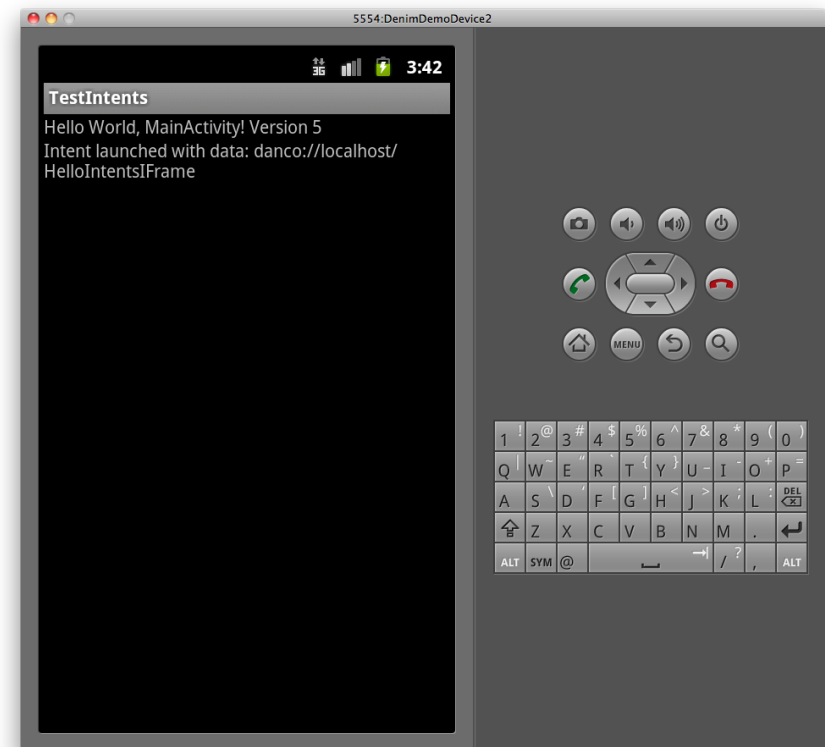 5554:DenimDemoDevice2
3G 3:42
TestIntents
Hello World, MainActivity! Version 5
Intent launched with data: danco://localhost/
HelloIntentsIFrame
MENU
1 ! 2 @ 3 # 4 $ 5 % 6 ^ 7 & 8 * 9 ( 0 )
Q | W ~ E “ R ` T { Y } U _ I - O + P =
A S \ D ‘ F [ G ] H < J > K ; L : DEL
Z X C V B N M .
ALT SYM @ / ? , ALT